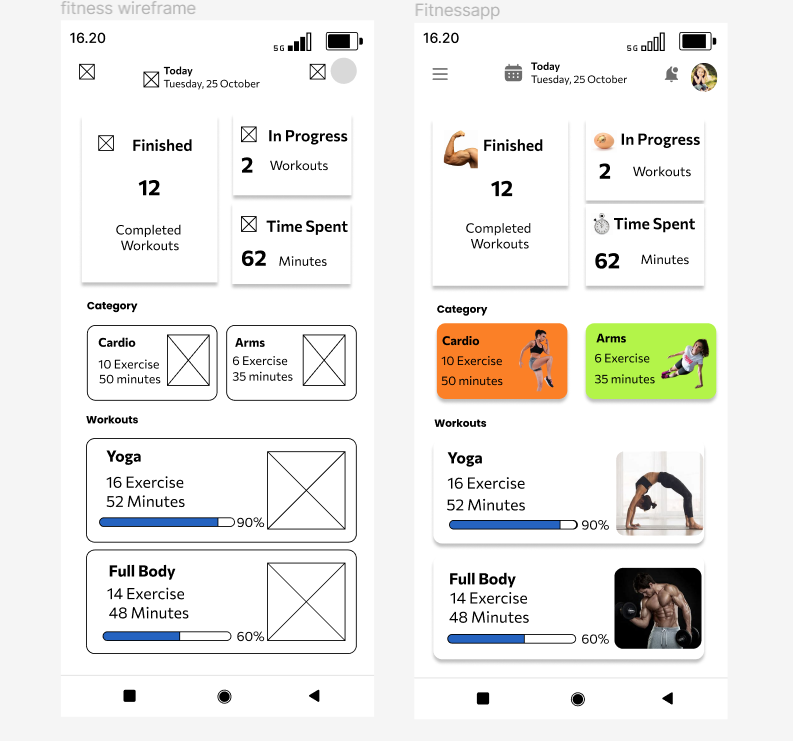 fitness wireframe
16.20
5G
Today
Tuesday, 25 October
Finished
12
Completed
Workouts
In Progress
2 Workouts
Time Spent
62 Minutes
Category
Cardio
10 Exercise
50 minutes
Arms
6 Exercise
35 minutes
Workouts
Yoga
16 Exercise
52 Minutes
90%
Full Body
14 Exercise
48 Minutes
60%
Fitnessapp
16.20
5G
Today
Tuesday, 25 October
Finished
12
Completed
Workouts
In Progress
2 Workouts
Time Spent
62 Minutes
Category
Cardio
10 Exercise
50 minutes
Arms
6 Exercise
35 minutes
Workouts
Yoga
16 Exercise
52 Minutes
90%
Full Body
14 Exercise
48 Minutes
60%